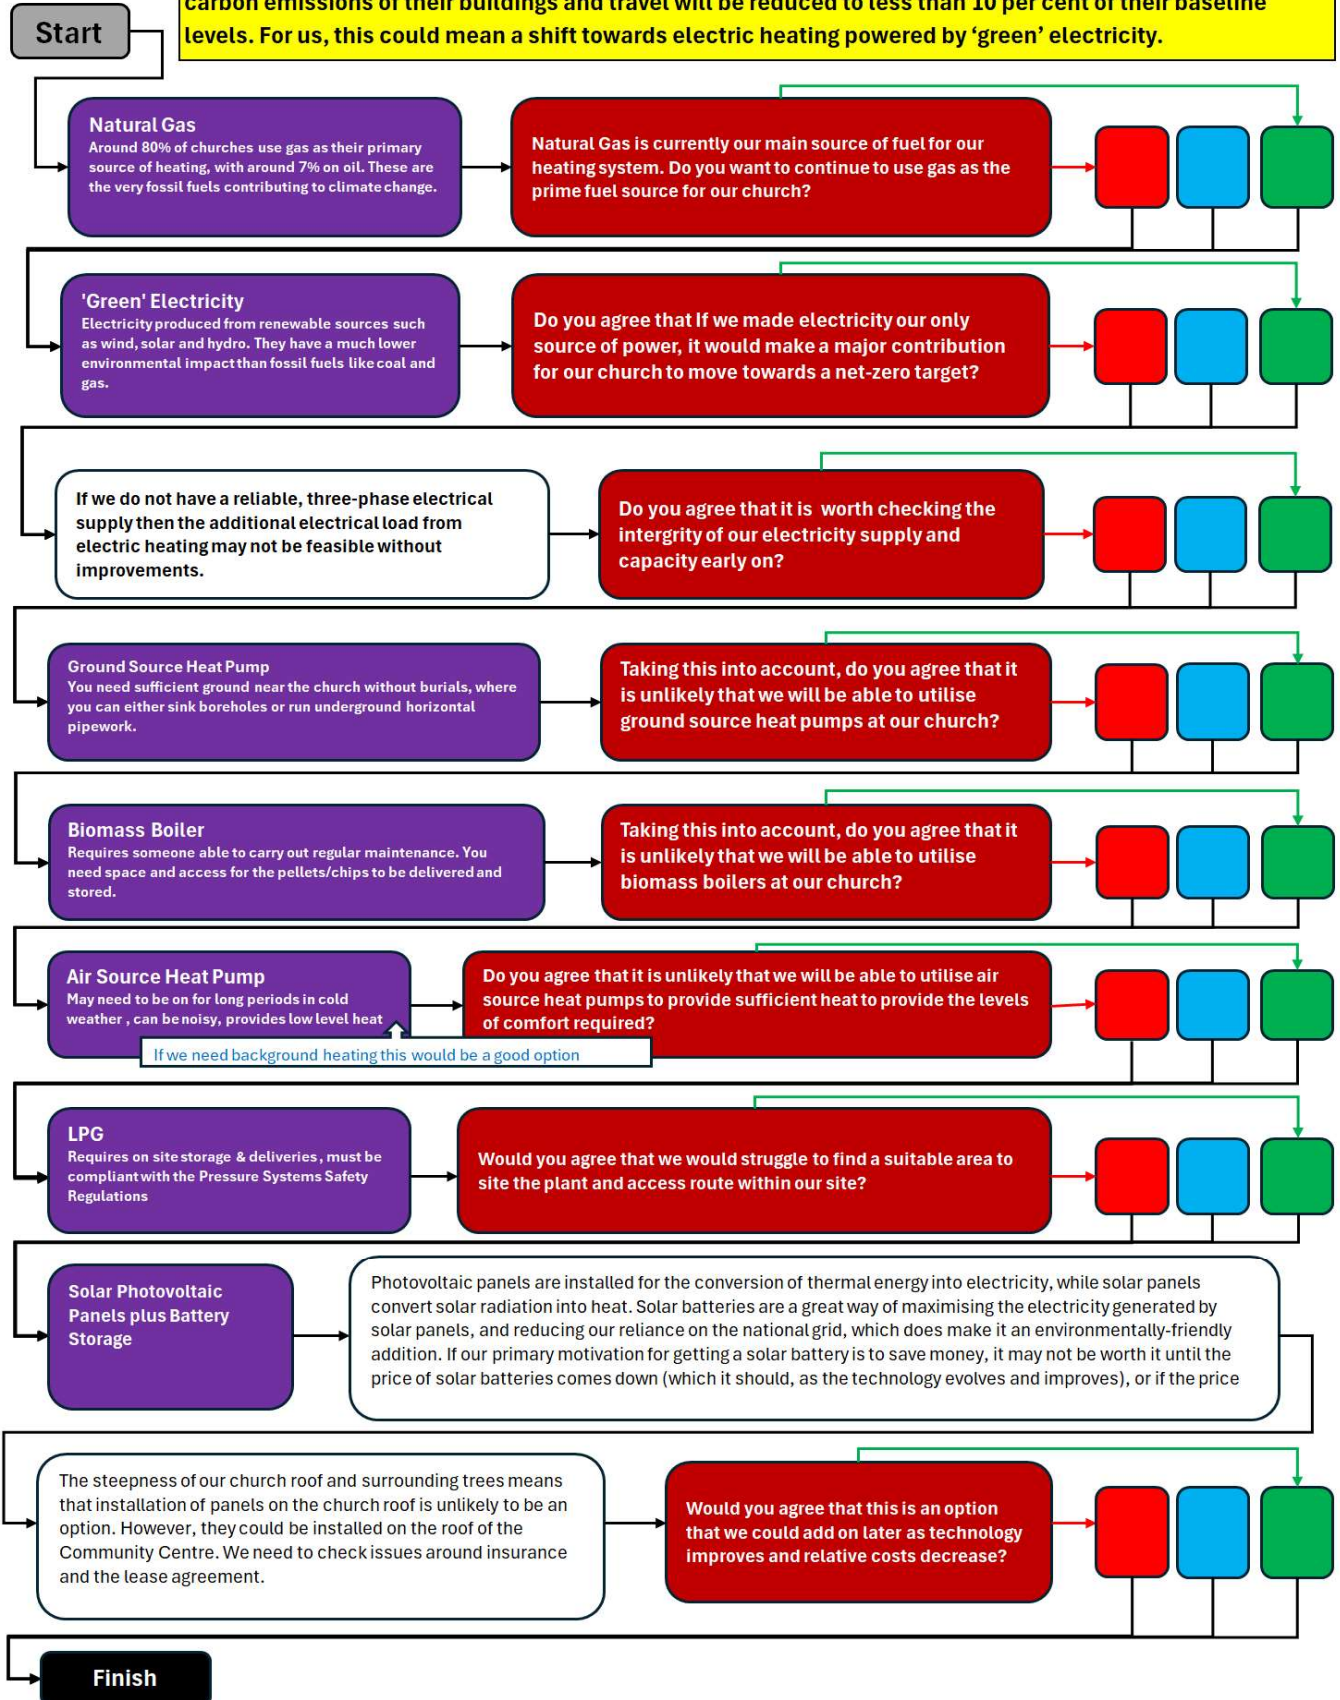 carbon emissions of their buildings and travel will be reduced to less than 10 per cent of their baseline
Start
levels. For us, this could mean a shift towards electric heating powered by ‘green’ electricity.
Natural Gas
Around 80% of churches use gas as their primary
source of heating, with around 7% on oil. These are
the very fossil fuels contributing to climate change.
Natural Gas is currently our main source of fuel for our
heating system. Do you want to continue to use gas as the
prime fuel source for our church?
'Green' Electricity
Electricity produced from renewable sources such
as wind, solar and hydro. They have a much lower
environmental impact than fossil fuels like coal and
gas.
Do you agree that If we made electricity our only
source of power, it would make a major contribution
for our church to move towards a net-zero target?
If we do not have a reliable, three-phase electrical
supply then the additional electrical load from
electric heating may not be feasible without
improvements.
Do you agree that it is worth checking the
intergrity of our electricity supply and
capacity early on?
Ground Source Heat Pump
You need sufficient ground near the church without burials, where
you can either sink boreholes or run underground horizontal
pipework.
Taking this into account, do you agree that it
is unlikely that we will be able to utilise
ground source heat pumps at our church?
Biomass Boiler
Requires someone able to carry out regular maintenance. You
need space and access for the pellets/chips to be delivered and
stored.
Taking this into account, do you agree that it
is unlikely that we will be able to utilise
biomass boilers at our church?
Air Source Heat Pump
May need to be on for long periods in cold
weather , can be noisy, provides low level heat
If we need background heating this would be a good option
Do you agree that it is unlikely that we will be able to utilise air
source heat pumps to provide sufficient heat to provide the levels
of comfort required?
LPG
Requires on site storage & deliveries , must be
compliant with the Pressure Systems Safety
Regulations
Would you agree that we would struggle to find a suitable area to
site the plant and access route within our site?
Solar Photovoltaic
Panels plus Battery
Storage
Photovoltaic panels are installed for the conversion of thermal energy into electricity, while solar panels
convert solar radiation into heat. Solar batteries are a great way of maximising the electricity generated by
solar panels, and reducing our reliance on the national grid, which does make it an environmentally-friendly
addition. If our primary motivation for getting a solar battery is to save money, it may not be worth it until the
price of solar batteries comes down (which it should, as the technology evolves and improves), or if the price
The steepness of our church roof and surrounding trees means
that installation of panels on the church roof is unlikely to be an
option. However, they could be installed on the roof of the
Community Centre. We need to check issues around insurance
and the lease agreement.
Would you agree that this is an option
that we could add on later as technology
improves and relative costs decrease?
Finish